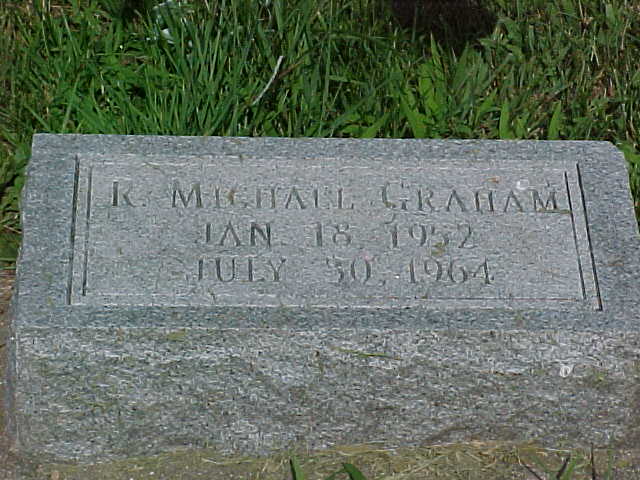 R. MICHAEL GRAHAM
JAN. 18, 1952
JULY 30, 1964